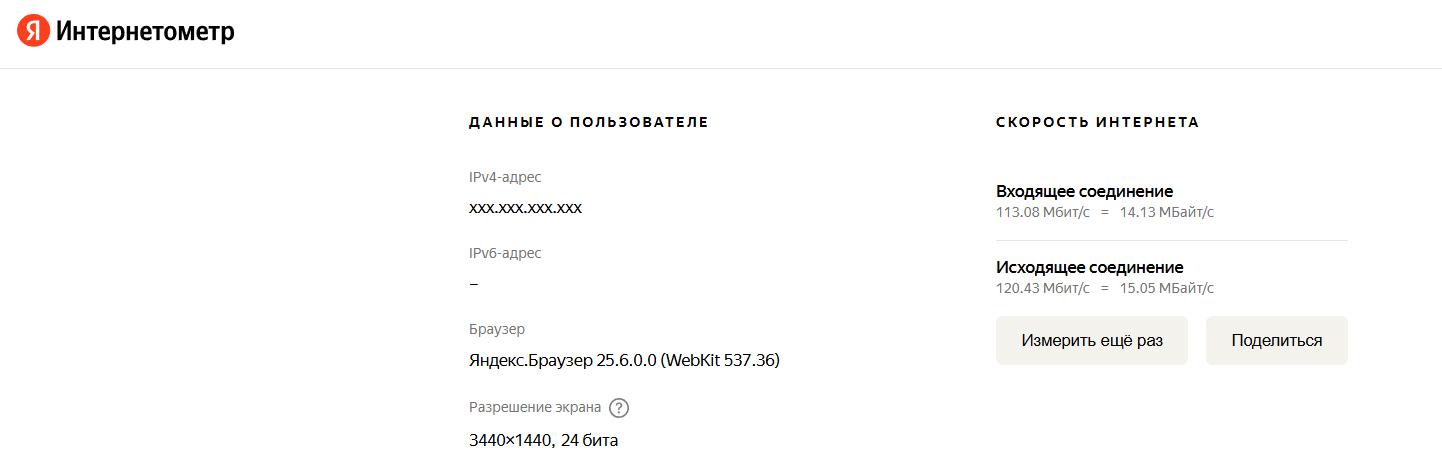 Я Интернетометр
ДАННЫЕ О ПОЛЬЗОВАТЕЛЕ
IPv4-адрес
xxx.xxx.xxx.xxx
IPv6-адрес
–
Браузер
Яндекс.Браузер 25.6.0.0 (WebKit 537.36)
Разрешение экрана ?
3440×1440, 24 бита
СКОРОСТЬ ИНТЕРНЕТА
Входящее соединение
113.08 Мбит/с = 14.13 МБайт/с
Исходящее соединение
120.43 Мбит/с = 15.05 МБайт/с
Измерить ещё раз
Поделиться